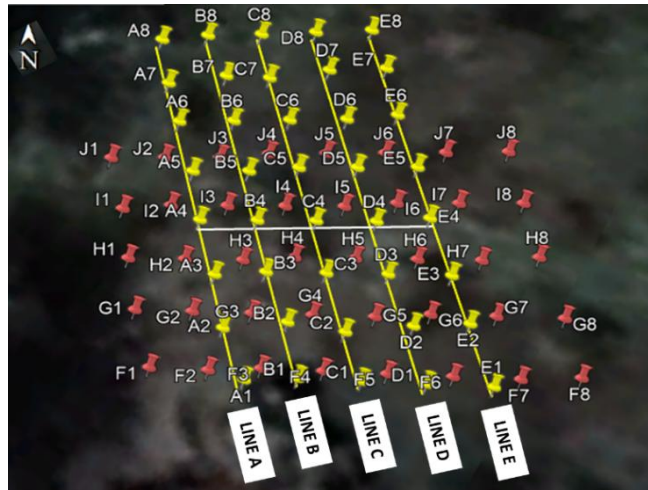 A8 B8 C8 D8 E8
N
A7 B7 C7 D7 E7
A6 B6 C6 D6 E6
J1 J2 J3 J4 J5 J6 J7 J8
A5 B5 C5 D5 E5
I1 I2 A4 I3 B4 I4 C4 I5 D4 I6 E4 I7 I8
H1 H2 A3 H3 B3 H4 C3 H5 D3 H6 E3 H7 H8
G1 G2 A2 G3 B2 G4 C2 G5 D2 G6 E2 G7 G8
F1 F2 F3 A1 B1 F4 C1 F5 D1 F6 E1 F7 F8
LINE A
LINE B
LINE C
LINE D
LINE E